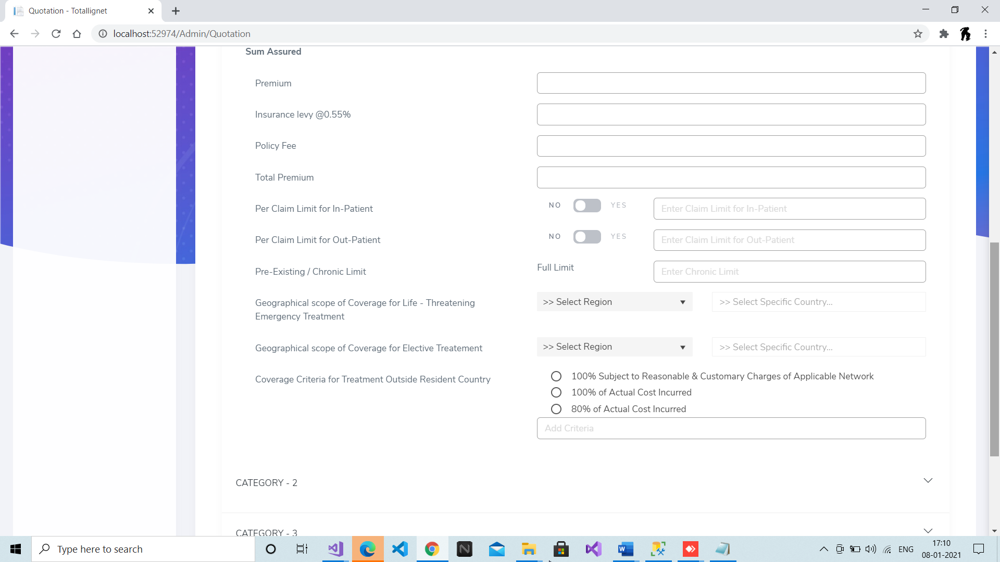 Quotation - Totallignet
localhost:52974/Admin/Quotation
Sum Assured
Premium
Insurance levy @0.55%
Policy Fee
Total Premium
Per Claim Limit for In-Patient NO YES Enter Claim Limit for In-Patient
Per Claim Limit for Out-Patient NO YES Enter Claim Limit for Out-Patient
Pre-Existing / Chronic Limit Full Limit Enter Chronic Limit
Geographical scope of Coverage for Life - Threatening >> Select Region >> Select Specific Country...
Emergency Treatment
Geographical scope of Coverage for Elective Treatement >> Select Region >> Select Specific Country...
Coverage Criteria for Treatment Outside Resident Country 100% Subject to Reasonable & Customary Charges of Applicable Network
100% of Actual Cost Incurred
80% of Actual Cost Incurred
Add Criteria
CATEGORY - 2
CATEGORY - 3
Type here to search
ENG
17:10
08-01-2021